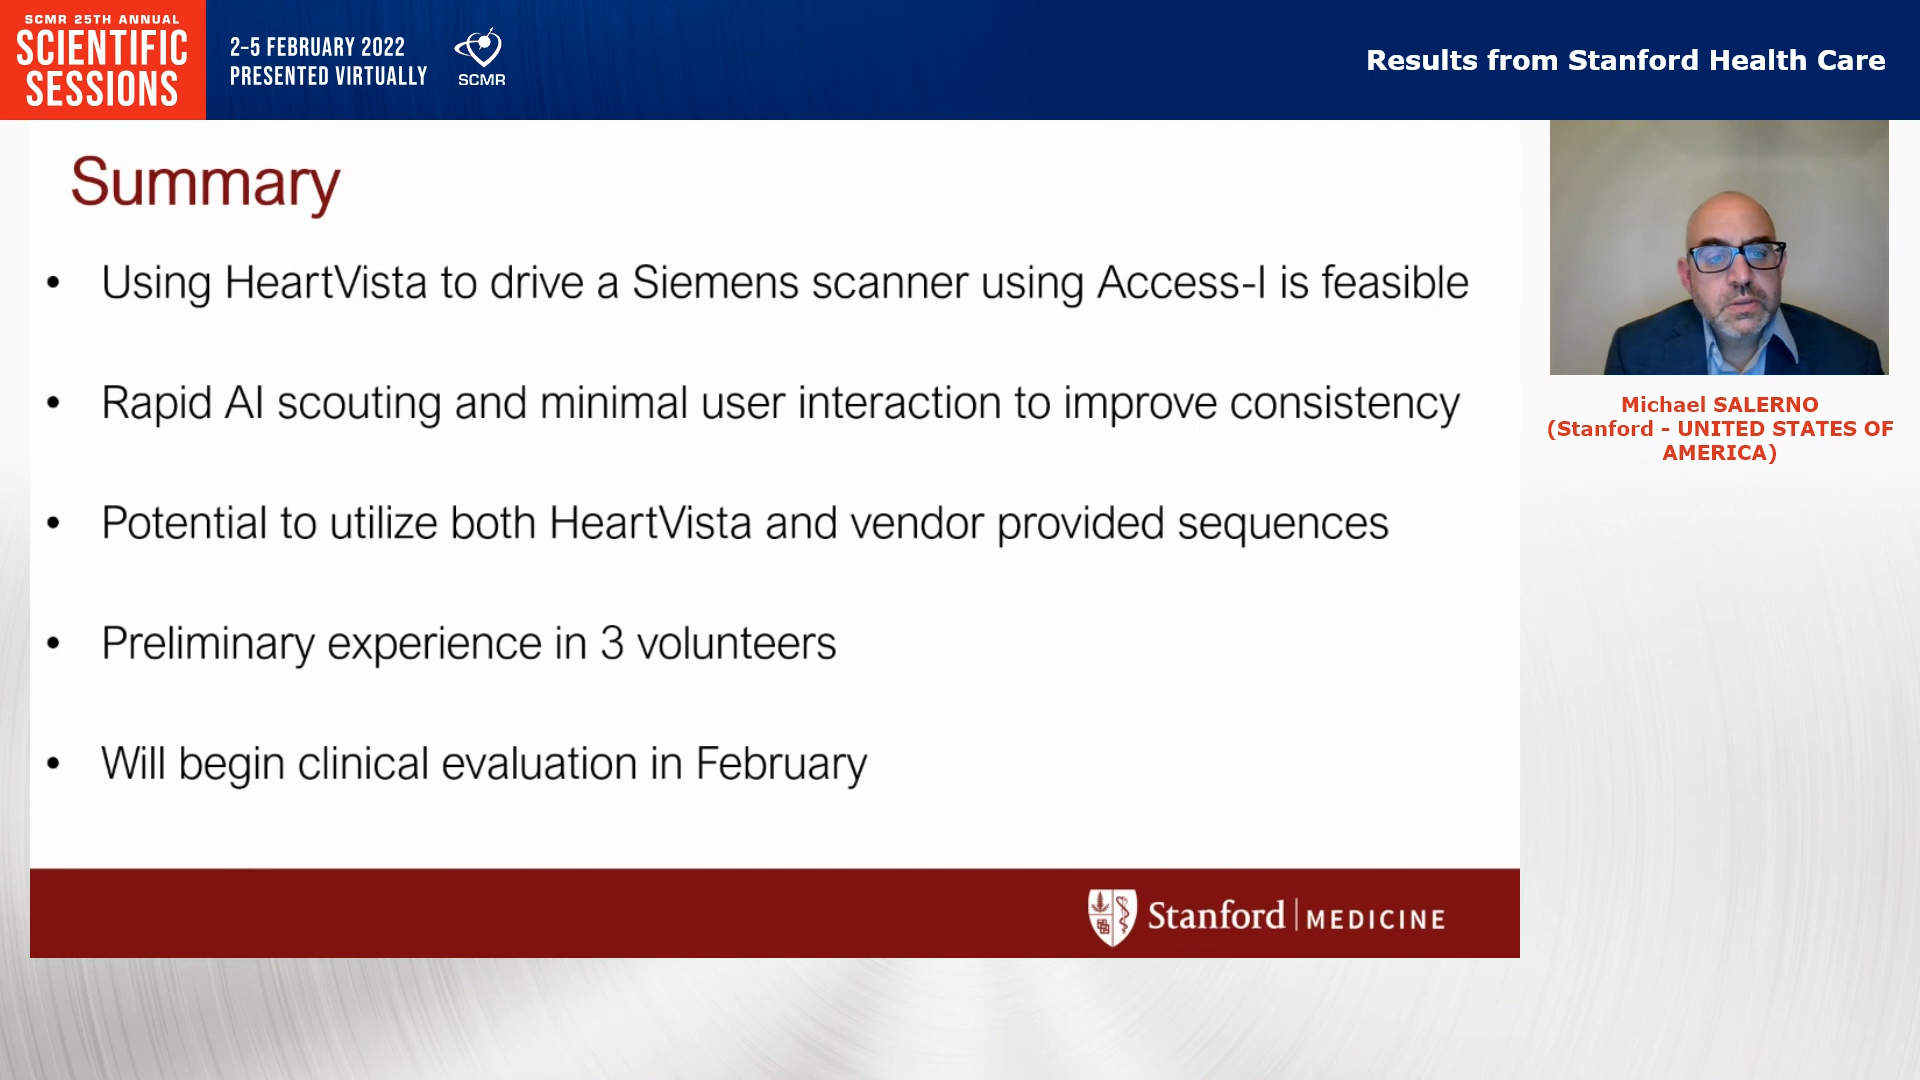 SCMR 25TH ANNUAL
SCIENTIFIC
SESSIONS
2-5 FEBRUARY 2022
PRESENTED VIRTUALLY
SCMR
Results from Stanford Health Care
Summary
• Using HeartVista to drive a Siemens scanner using Access-I is feasible
• Rapid AI scouting and minimal user interaction to improve consistency
• Potential to utilize both HeartVista and vendor provided sequences
• Preliminary experience in 3 volunteers
• Will begin clinical evaluation in February
Stanford | MEDICINE
Michael SALERNO
(Stanford - UNITED STATES OF
AMERICA)